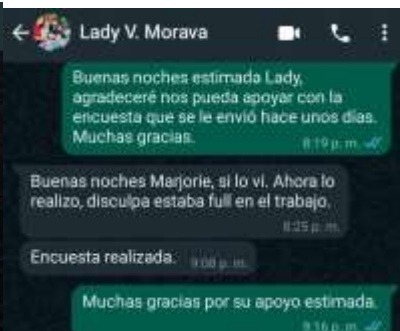 Lady V. Morava
Buenas noches estimada Lady,
agradeceré nos pueda apoyar con la
encuesta que se le envió hace unos días.
Muchas gracias.
8:19 p. m.
Buenas noches Marjorie, si lo vi. Ahora lo
realizo, disculpa estaba full en el trabajo.
8:25 p. m.
Encuesta realizada.
9:08 p. m.
Muchas gracias por su apoyo estimada.
9:16 p. m.